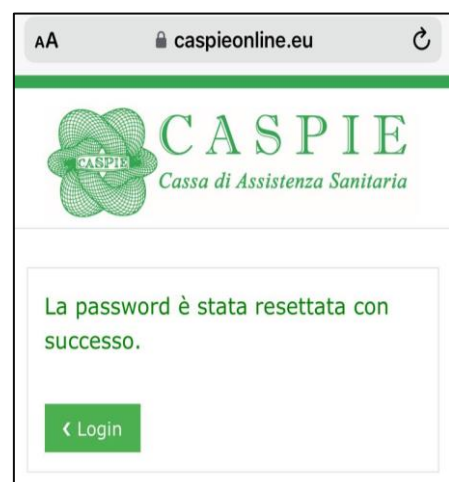 AA caspieonline.eu
CASPIE
CASPIE
Cassa di Assistenza Sanitaria
La password è stata resettata con
successo.
‹ Login